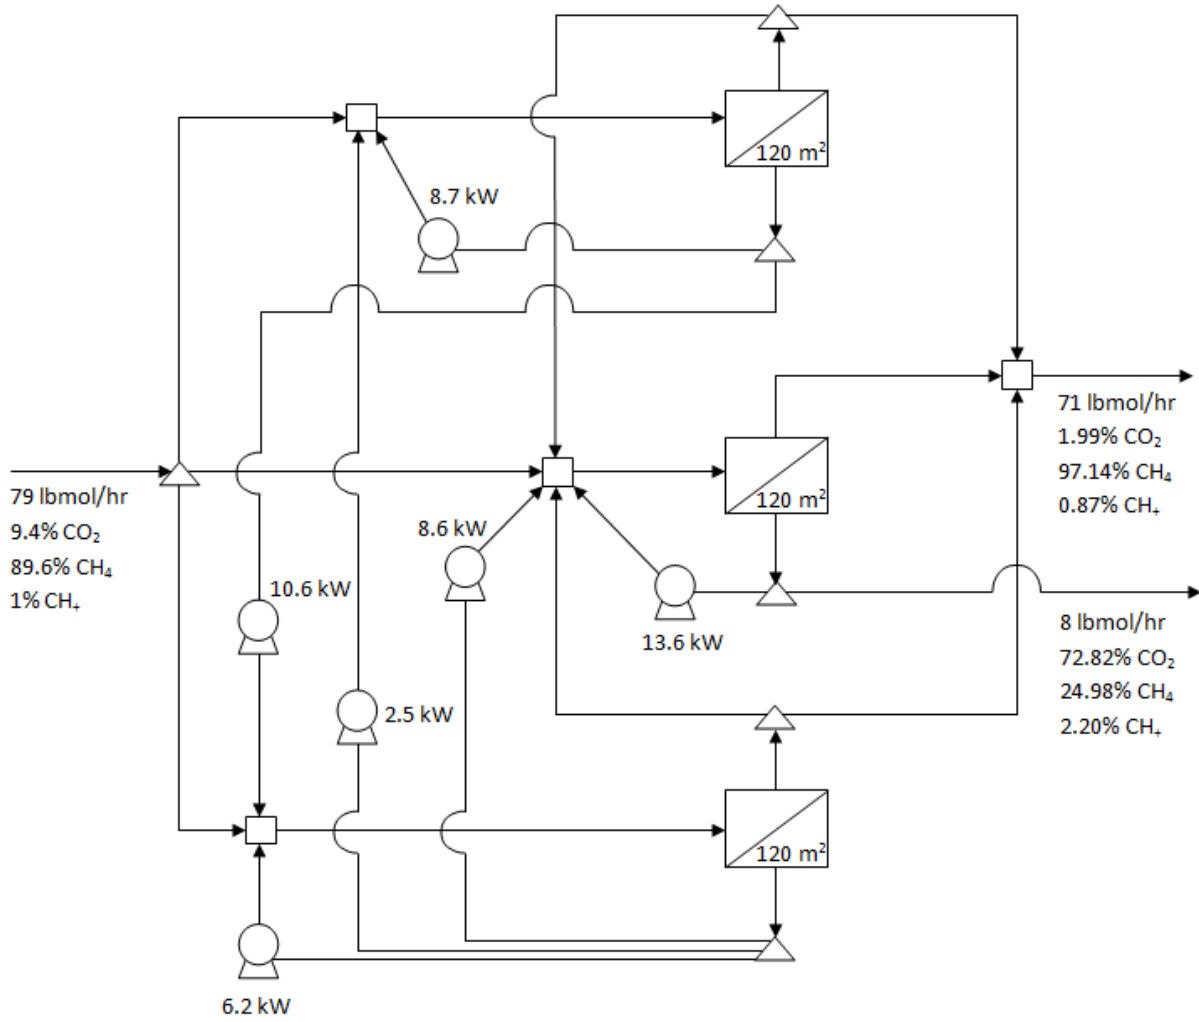 120 m²
8.7 kW
71 lbmol/hr
1.99% CO₂
97.14% CH₄
0.87% CH₊
120 m²
79 lbmol/hr
9.4% CO₂
89.6% CH₄
1% CH₊
8.6 kW
10.6 kW
13.6 kW
8 lbmol/hr
72.82% CO₂
24.98% CH₄
2.20% CH₊
2.5 kW
120 m²
6.2 kW